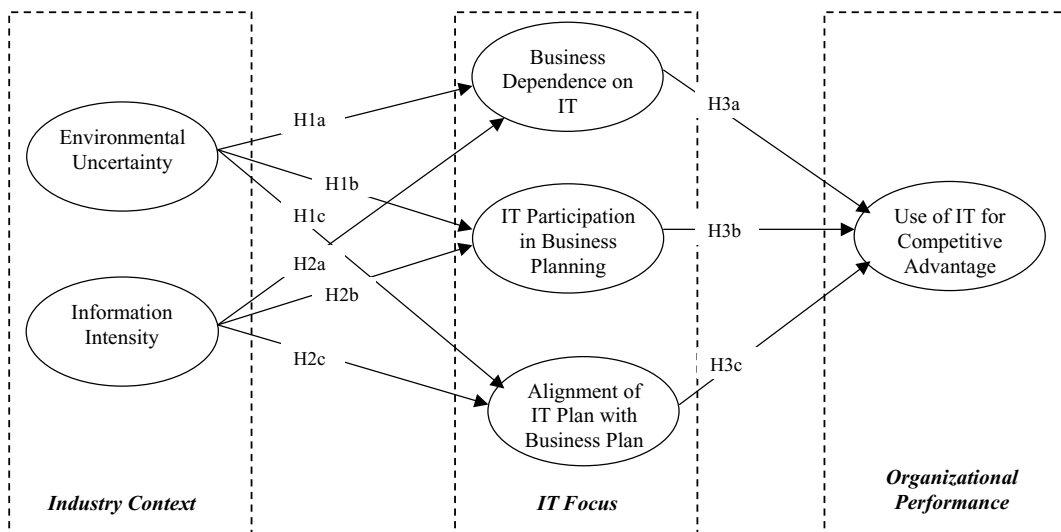 Business
Dependence on
IT
H3a
H1a
Environmental
Uncertainty
H1b
H1c
IT Participation
in Business
Planning
H3b
Use of IT for
Competitive
Advantage
H2a
H2b
Information
Intensity
H2c
H3c
Alignment of
IT Plan with
Business Plan
Industry Context
IT Focus
Organizational
Performance